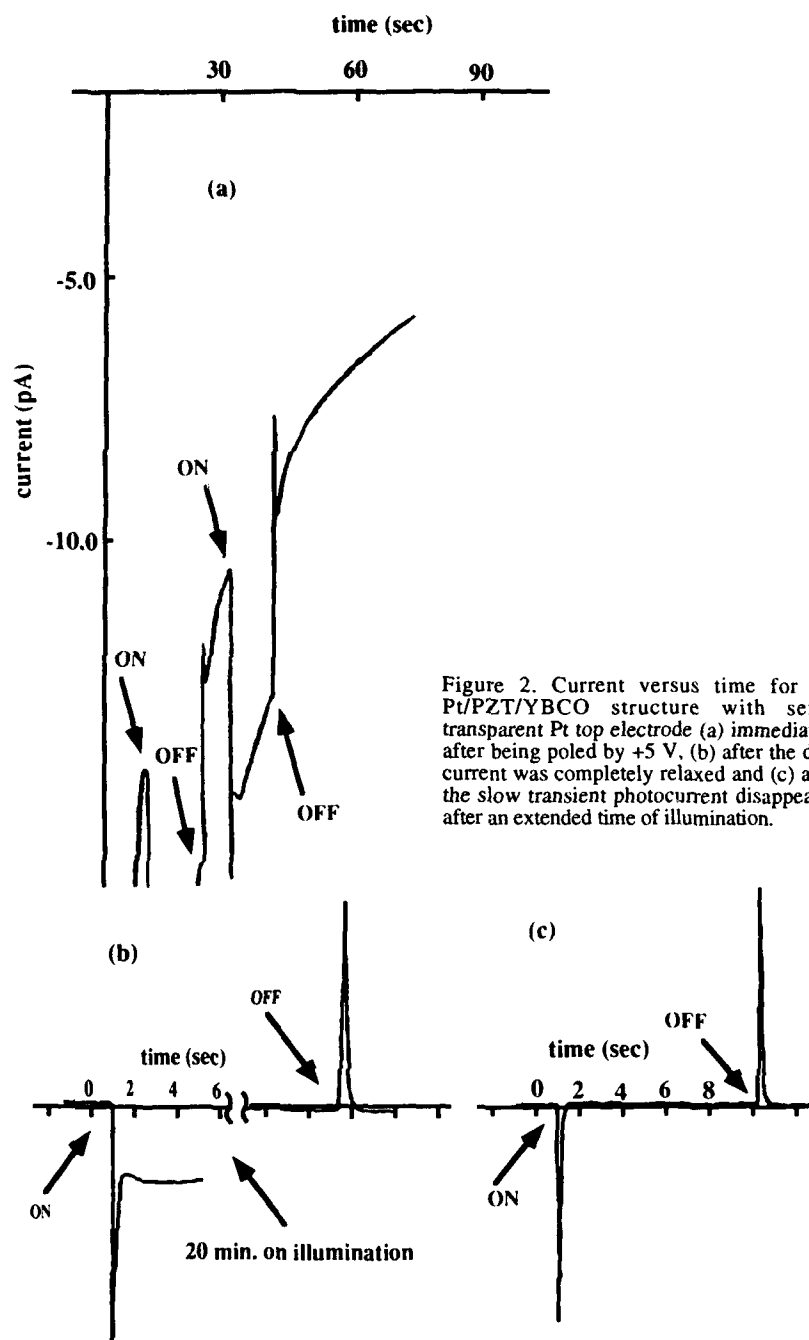 time (sec)
30 60 90
(a)
-5.0
current (pA)
ON
-10.0
ON
OFF
OFF
Figure 2. Current versus time for
Pt/PZT/YBCO structure with
transparent Pt top electrode (a)
after being poled by +5 V, (b) after the
current was completely relaxed and (c)
the slow transient photocurrent
after an extended time of illumination.
(b)
(c)
OFF
OFF
time (sec)
time (sec)
0 2 4 6
0 2 4 6 8
ON
ON
20 min. on illumination